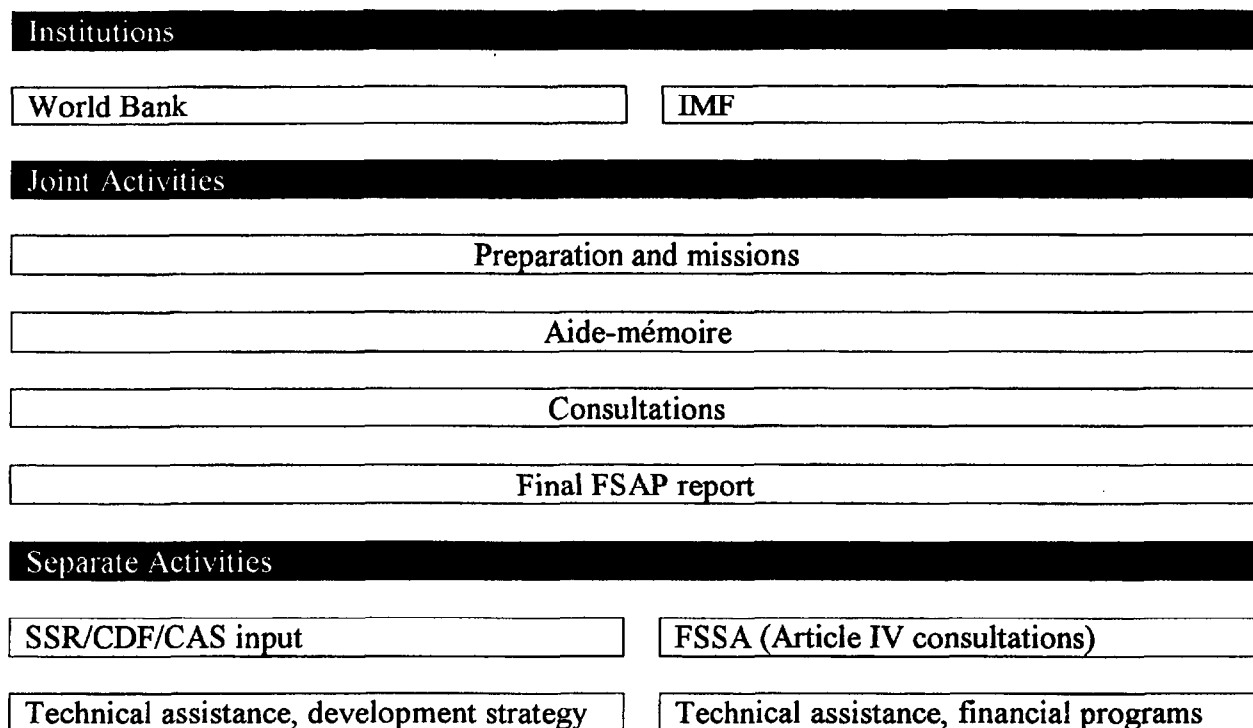 Institutions
World Bank
IMF
Joint Activities
Preparation and missions
Aide-mémoire
Consultations
Final FSAP report
Separate Activities
SSR/CDF/CAS input
FSSA (Article IV consultations)
Technical assistance, development strategy
Technical assistance, financial programs